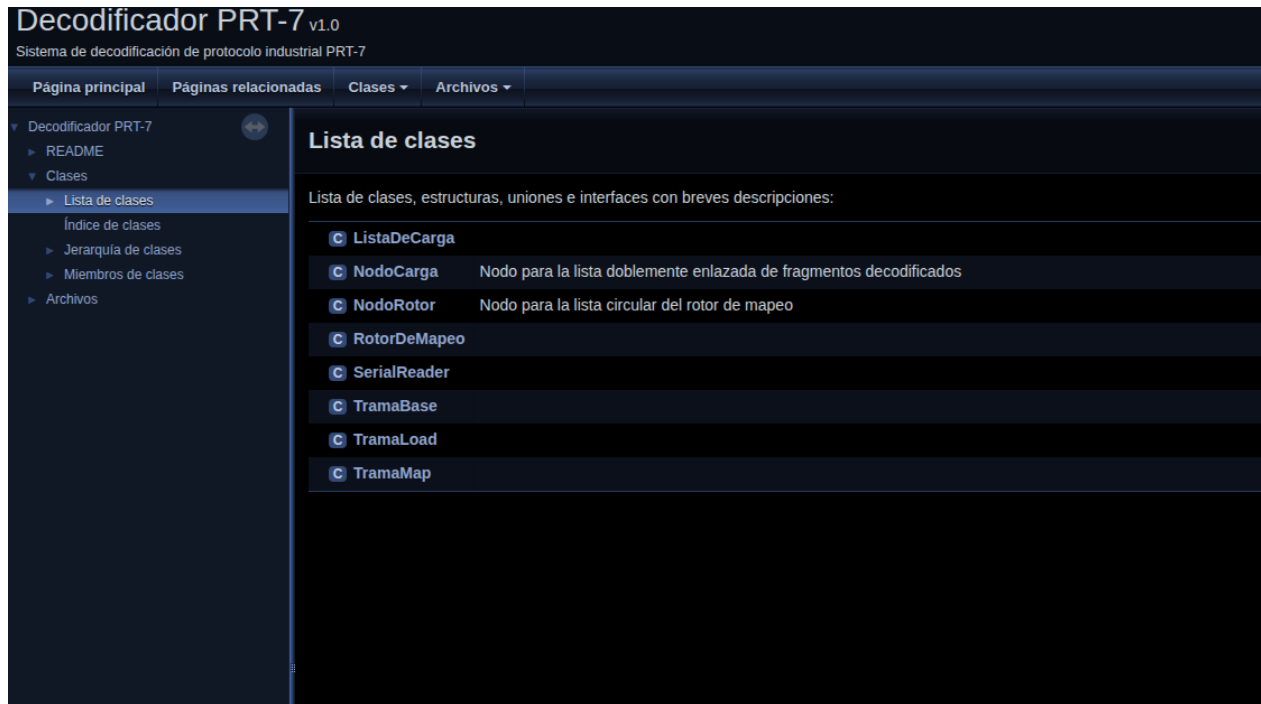 Decodificador PRT-7 v1.0
Sistema de decodificación de protocolo industrial PRT-7
Página principal Páginas relacionadas Clases Archivos
Decodificador PRT-7
README
Clases
Lista de clases
Índice de clases
Jerarquía de clases
Miembros de clases
Archivos
Lista de clases
Lista de clases, estructuras, uniones e interfaces con breves descripciones:
C ListaDeCarga
C NodoCarga Nodo para la lista doblemente enlazada de fragmentos decodificados
C NodoRotor Nodo para la lista circular del rotor de mapeo
C RotorDeMapeo
C SerialReader
C TramaBase
C TramaLoad
C TramaMap